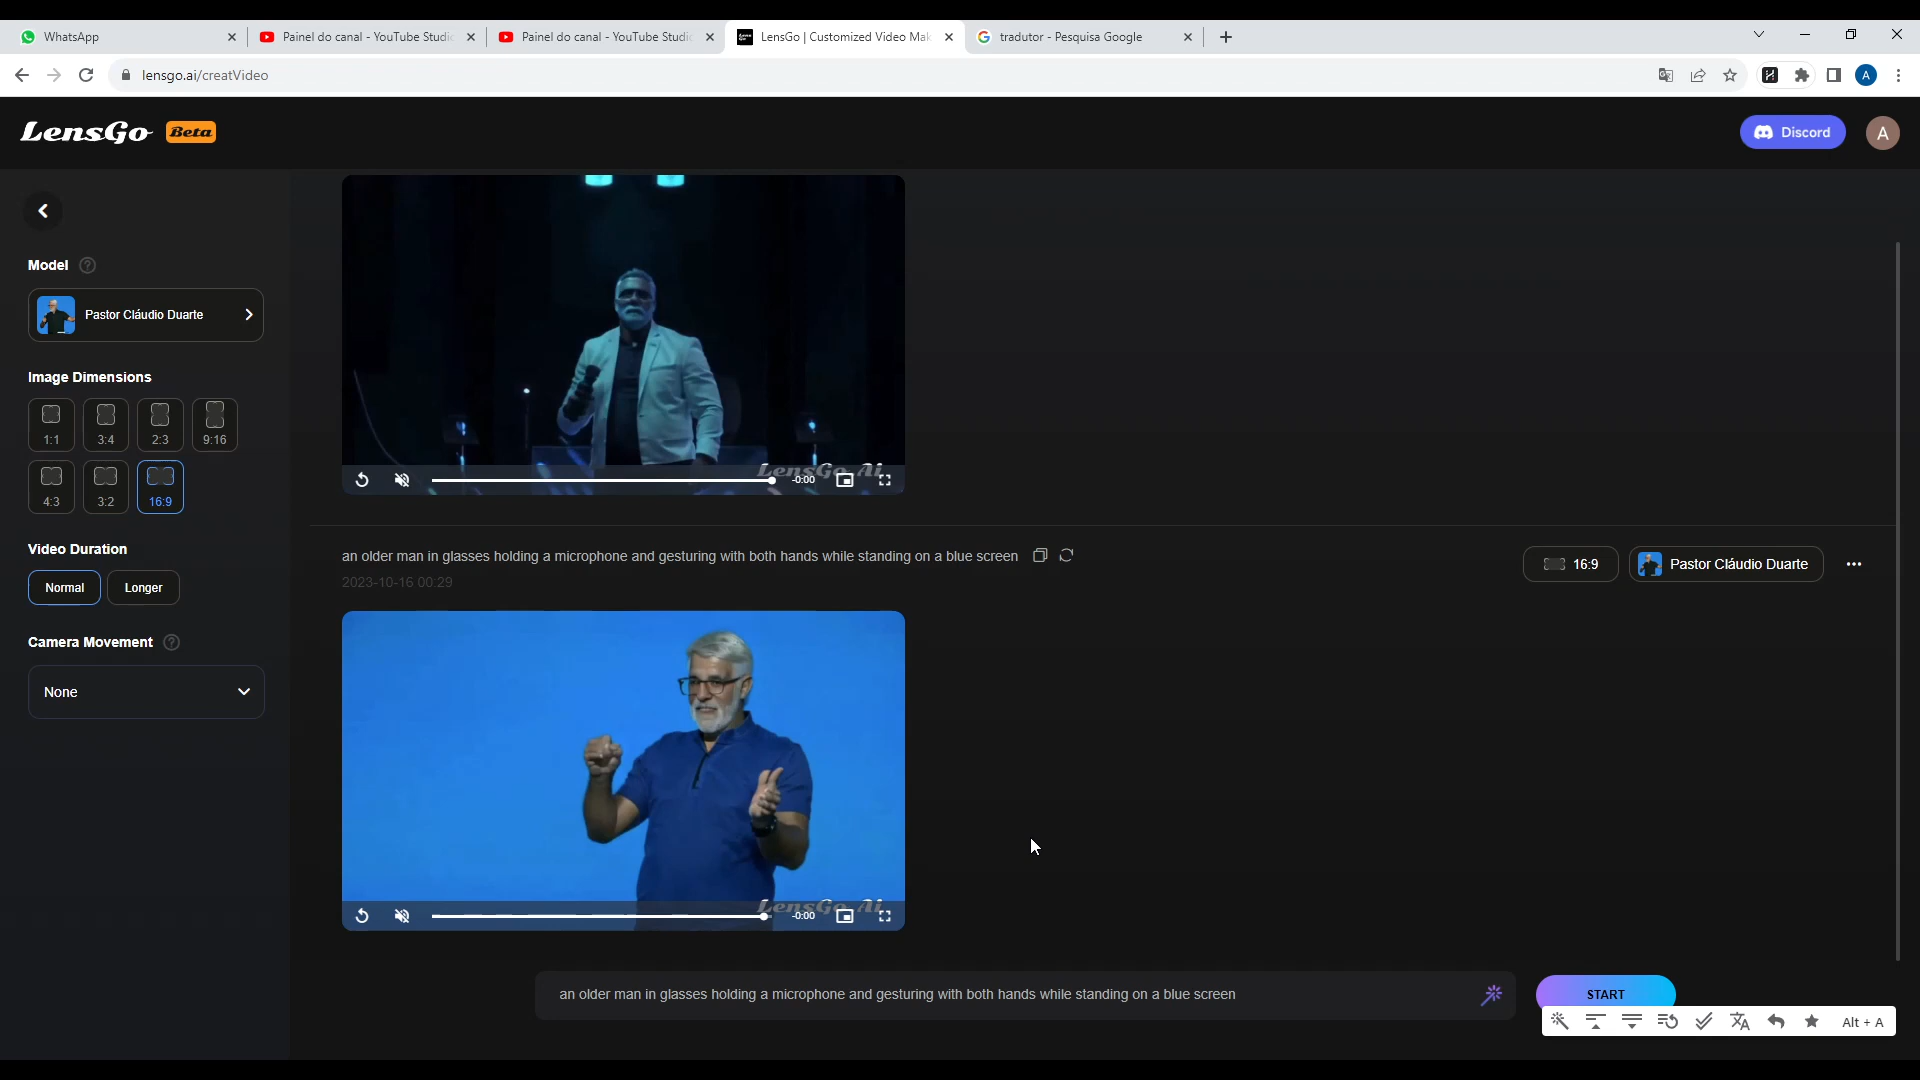 WhatsApp
Painel do canal - YouTube Studio
Painel do canal - YouTube Studio
LensGo | Customized Video Mak
tradutor - Pesquisa Google
lensgo.ai/creatVideo
A
LensGo Beta
Discord
A
Model
Pastor Cláudio Duarte
Image Dimensions
1:1 3:4 2:3 9:16
4:3 3:2 16:9
Video Duration
Normal Longer
Camera Movement
None
LensGo Ai
-0:00
an older man in glasses holding a microphone and gesturing with both hands while standing on a blue screen
2023-10-16 00:29
16:9
Pastor Cláudio Duarte
LensGo Ai
-0:00
an older man in glasses holding a microphone and gesturing with both hands while standing on a blue screen
START
Alt + A